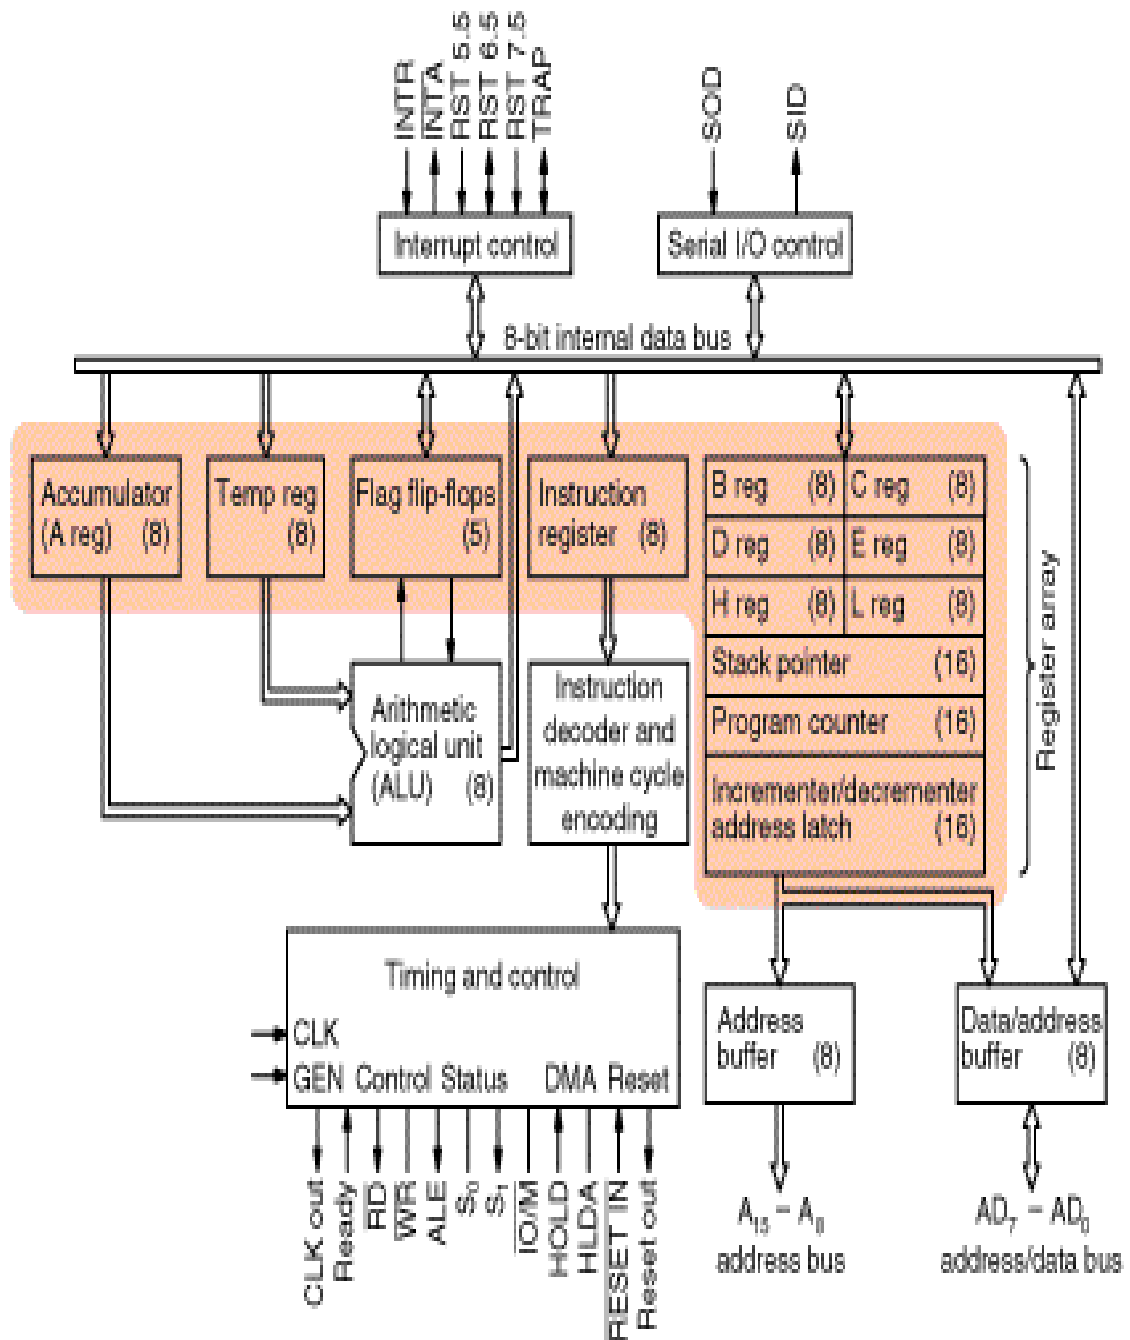 INTR
INTA
RST 5.5
RST 6.5
RST 7.5
TRAP
SOD
SID
Interrupt control
Serial I/O control
8-bit internal data bus
Accumulator
(A reg) (8)
Temp reg
(8)
Flag flip-flops
(5)
Instruction
register (8)
B reg (8) C reg (8)
D reg (8) E reg (8)
H reg (8) L reg (8)
Stack pointer (16)
Program counter (16)
Incrementer/decrementer
address latch (16)
Register array
Arithmetic
logical unit
(ALU) (8)
Instruction
decoder and
machine cycle
encoding
Timing and control
CLK
GEN Control Status DMA Reset
Address
buffer (8)
Data/address
buffer (8)
CLK out
Ready
RD
WR
ALE
S0
S1
IO/M
HOLD
HLDA
RESET IN
Reset out
A15 – A8
address bus
AD7 – AD0
address/data bus